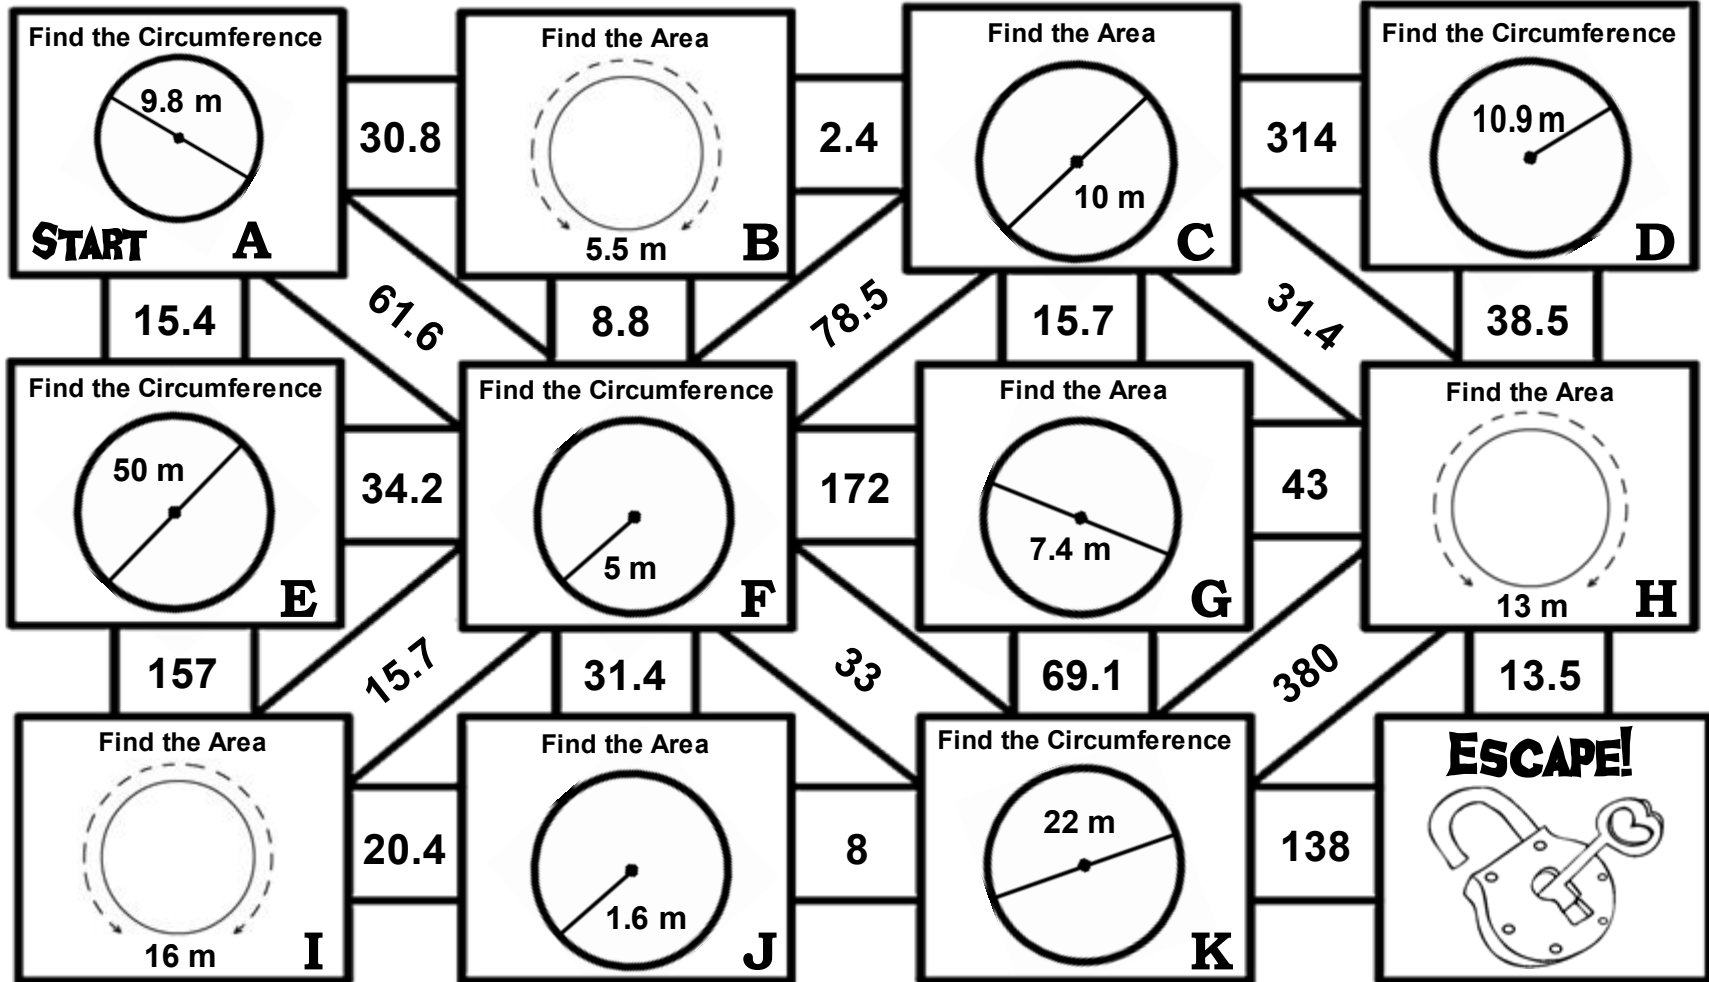 Find the Circumference
9.8 m
START A
30.8
Find the Area
5.5 m
B
2.4
Find the Area
10 m
C
314
Find the Circumference
10.9 m
D
15.4
61.6
8.8
78.5
15.7
31.4
38.5
Find the Circumference
50 m
E
34.2
Find the Circumference
5 m
F
172
Find the Area
7.4 m
G
43
Find the Area
13 m
H
157
15.7
31.4
33
69.1
380
13.5
Find the Area
16 m
I
20.4
Find the Area
1.6 m
J
8
Find the Circumference
22 m
K
138
ESCAPE!